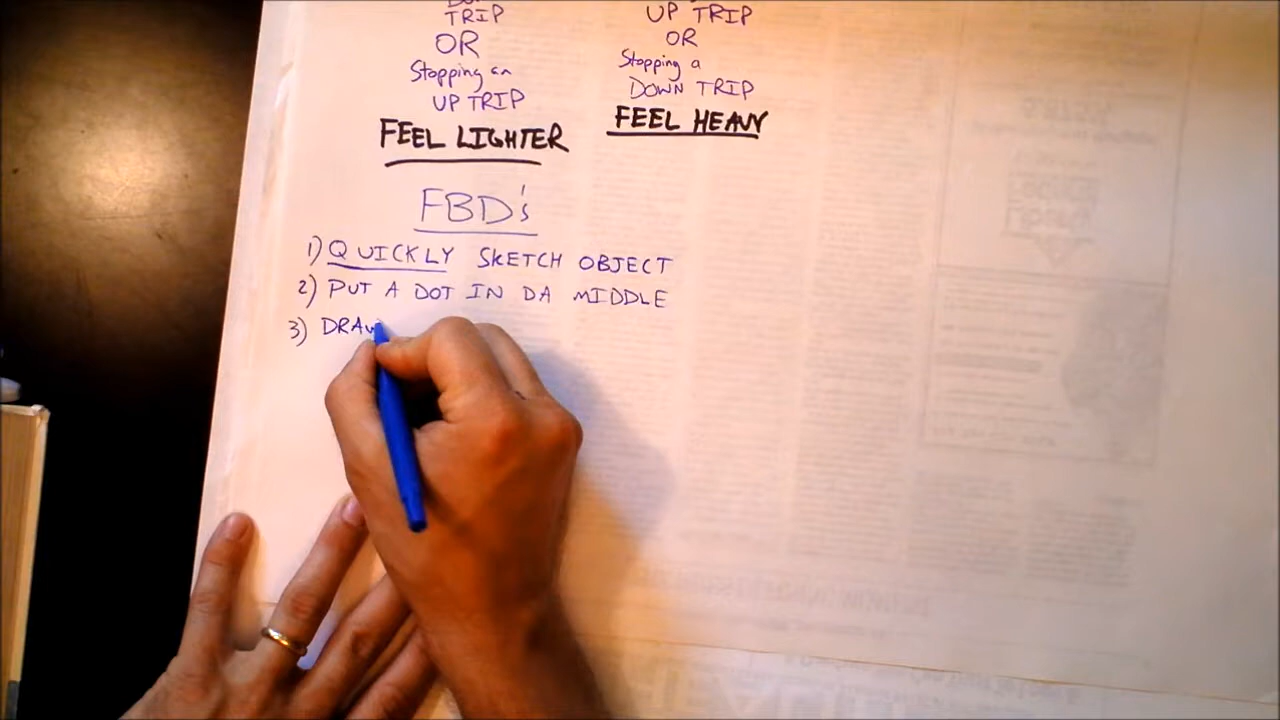 TRIP
OR
Stopping an
UP TRIP
FEEL LIGHTER
UP TRIP
OR
Stopping a
DOWN TRIP
FEEL HEAVY
FBD's
1) QUICKLY SKETCH OBJECT
2) PUT A DOT IN DA MIDDLE
3) DRAW